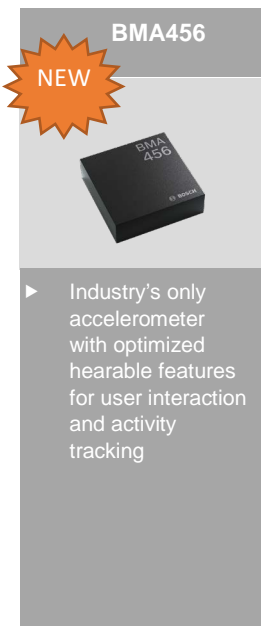 BMA456
NEW
BMA
456
BOSCH
Industry's only
accelerometer
with optimized
hearable features
for user interaction
and activity
tracking